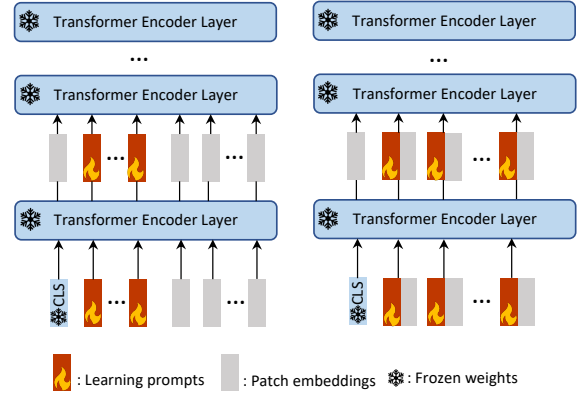 Transformer Encoder Layer
Transformer Encoder Layer
...
...
Transformer Encoder Layer
Transformer Encoder Layer
... ...
...
Transformer Encoder Layer
Transformer Encoder Layer
CLS ... ...
CLS ...
: Learning prompts : Patch embeddings : Frozen weights